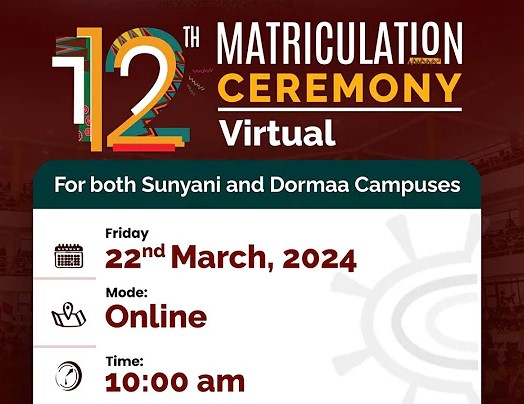 12TH MATRICULATION
CEREMONY
Virtual
For both Sunyani and Dormaa Campuses
Friday
22nd March, 2024
Mode:
Online
Time:
10:00 am